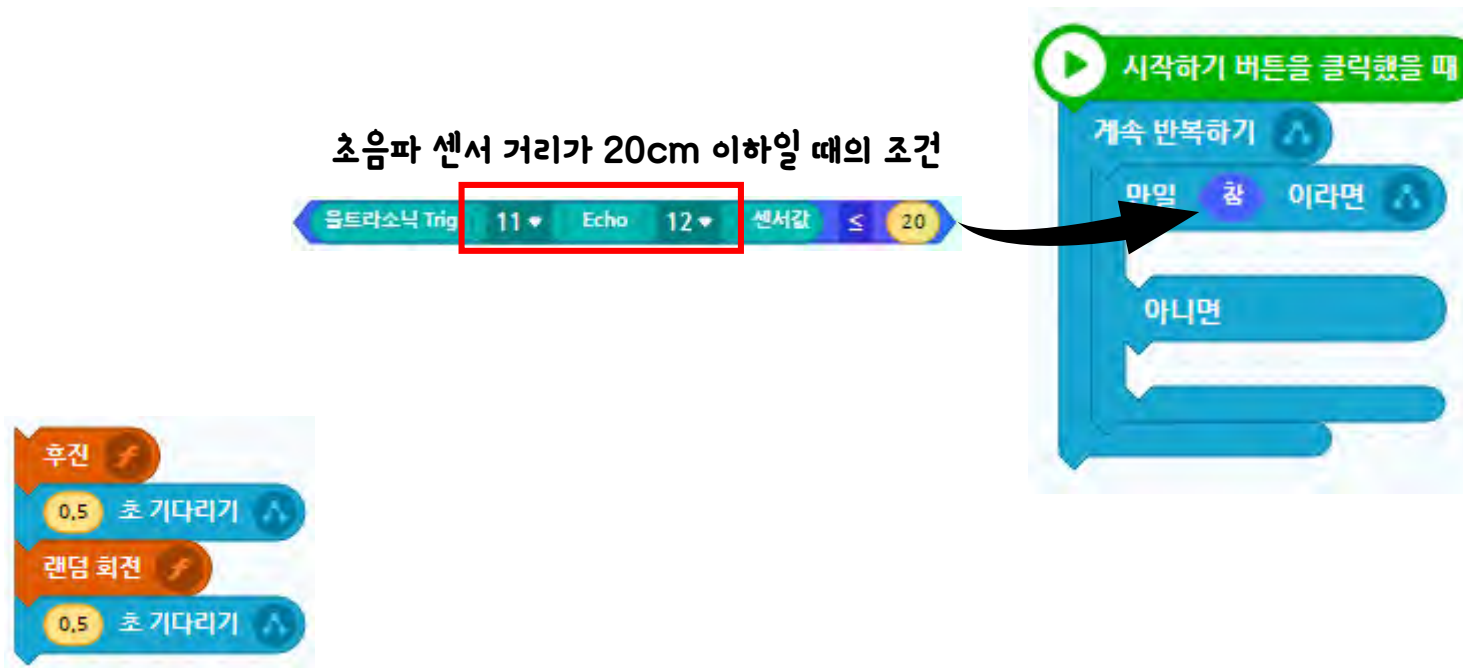 시작하기 버튼을 클릭했을 때
계속 반복하기
만일 참 이라면
아니면
초음파 센서 거리가 20cm 이하일 때의 조건
울트라소닉 Trig 11 Echo 12 센서값 ≤ 20
후진
0.5 초 기다리기
랜덤 회전
0.5 초 기다리기